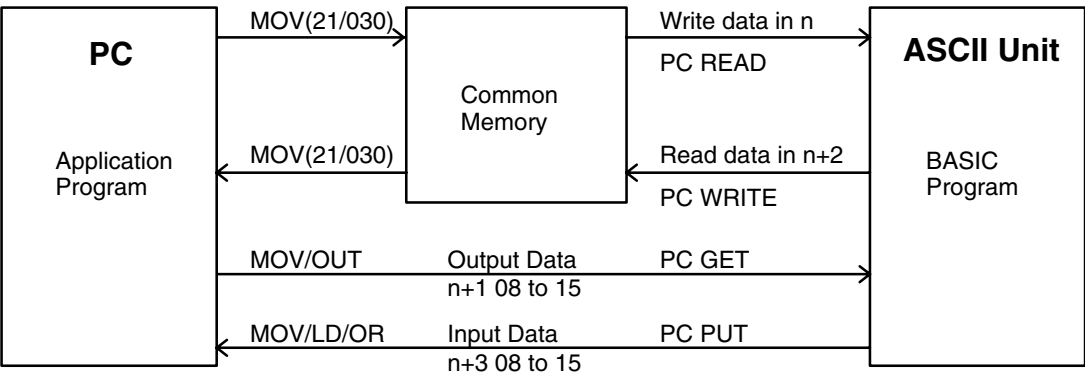 PC
Application
Program
MOV(21/030)
MOV(21/030)
Common
Memory
Write data in n
PC READ
Read data in n+2
PC WRITE
ASCII Unit
BASIC
Program
MOV/OUT
Output Data
PC GET
n+1 08 to 15
MOV/LD/OR
Input Data
PC PUT
n+3 08 to 15